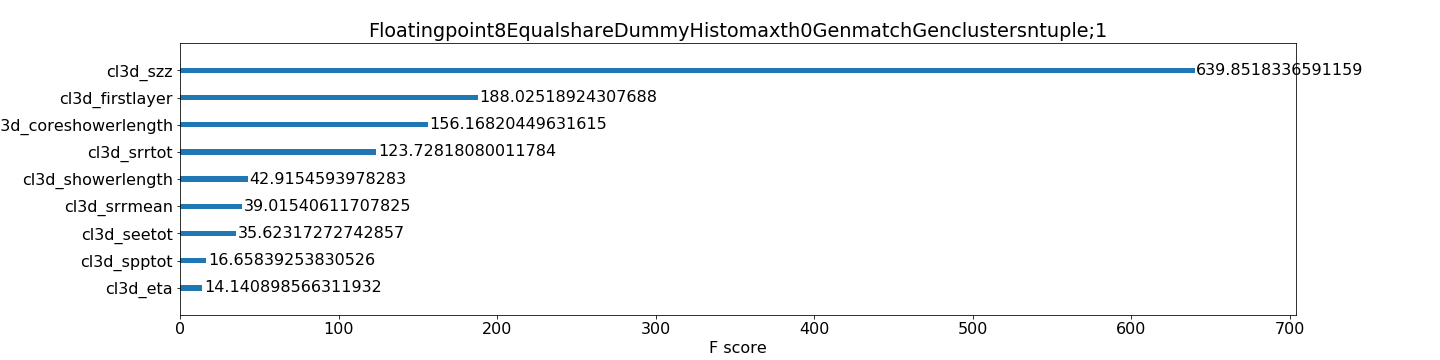 Floatingpoint8EqualshareDummyHistomaxth0GenmatchGenclustersntuple;1
cl3d_szz 639.8518336591159
cl3d_firstlayer 188.02518924307688
3d_coreshowerlength 156.16820449631615
cl3d_srrtot 123.72818080011784
cl3d_showerlength 42.9154593978283
cl3d_srrmean 39.01540611707825
cl3d_seetot 35.62317272742857
cl3d_spptot 16.65839253830526
cl3d_eta 14.140898566311932
0 100 200 300 400 500 600 700
F score